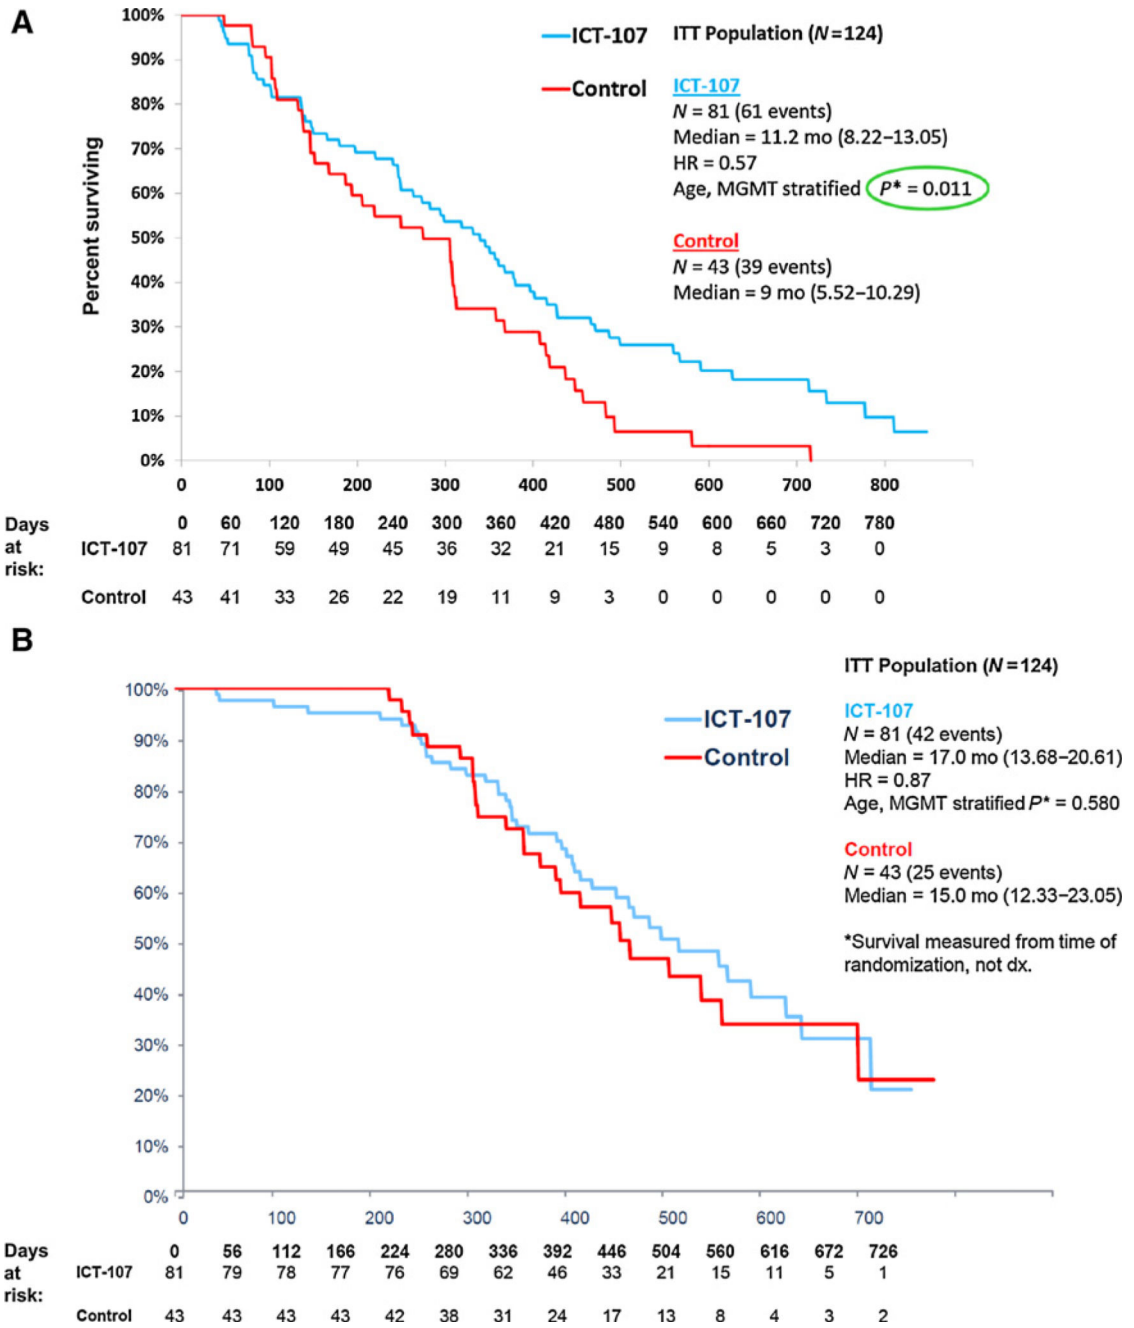 A
100%
90%
80%
70%
60%
50%
40%
30%
20%
10%
0%
Percent surviving
ICT-107
Control
ITT Population (N=124)
ICT-107
N = 81 (61 events)
Median = 11.2 mo (8.22–13.05)
HR = 0.57
Age, MGMT stratified P* = 0.011
Control
N = 43 (39 events)
Median = 9 mo (5.52–10.29)
0 100 200 300 400 500 600 700 800
Days at risk:
0 60 120 180 240 300 360 420 480 540 600 660 720 780
ICT-107 81 71 59 49 45 36 32 21 15 9 8 5 3 0
Control 43 41 33 26 22 19 11 9 3 0 0 0 0 0
B
100%
90%
80%
70%
60%
50%
40%
30%
20%
10%
0%
ICT-107
Control
ITT Population (N=124)
ICT-107
N = 81 (42 events)
Median = 17.0 mo (13.68–20.61)
HR = 0.87
Age, MGMT stratified P* = 0.580
Control
N = 43 (25 events)
Median = 15.0 mo (12.33–23.05)
*Survival measured from time of
randomization, not dx.
0 100 200 300 400 500 600 700
Days at risk:
0 56 112 166 224 280 336 392 446 504 560 616 672 726
ICT-107 81 79 78 77 76 69 62 46 33 21 15 11 5 1
Control 43 43 43 43 42 38 31 24 17 13 8 4 3 2